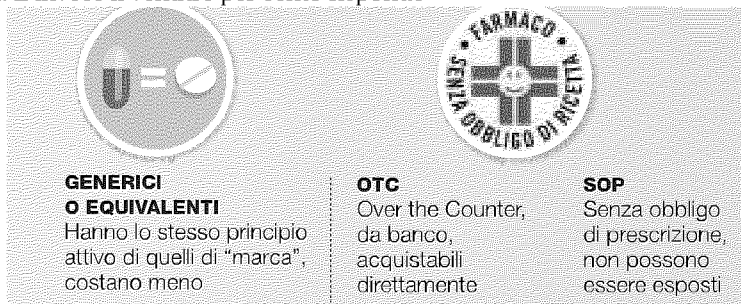 FARMACO • SENZA OBBLIGO DI RICETTA •
GENERICI
O EQUIVALENTI
Hanno lo stesso principio
attivo di quelli di “marca”,
costano meno
OTC
Over the Counter,
da banco,
acquistabili
direttamente
SOP
Senza obbligo
di prescrizione,
non possono
essere esposti